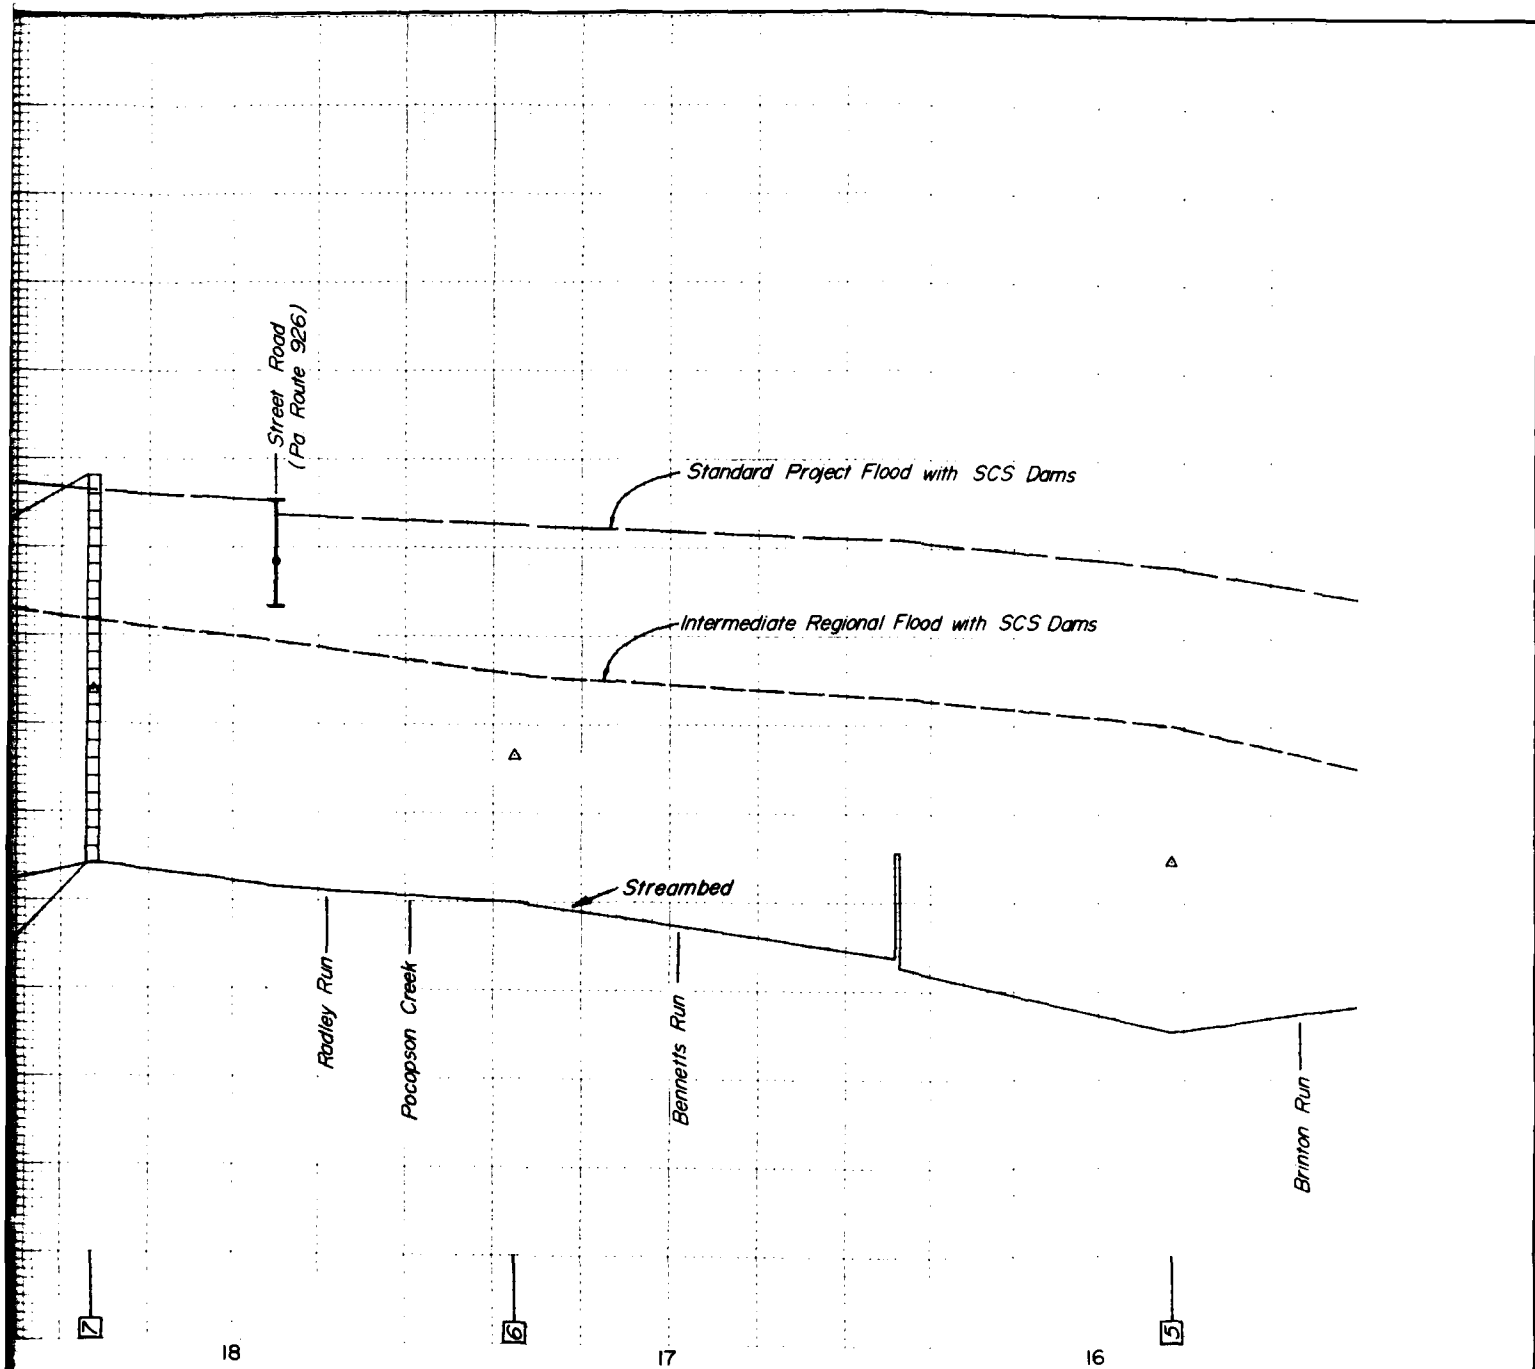 Street Road
(Pa Route 926)
Standard Project Flood with SCS Dams
Intermediate Regional Flood with SCS Dams
Streambed
Radley Run
Pocopson Creek
Bennetts Run
Brinton Run
7
6
5
18
17
16